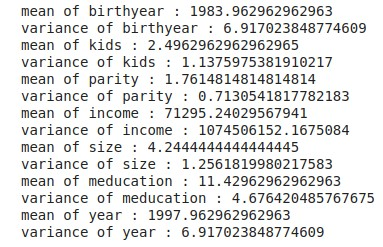 mean of birthyear : 1983.962962962963
variance of birthyear : 6.917023848774609
mean of kids : 2.4962962962962965
variance of kids : 1.1375975381910217
mean of parity : 1.7614814814814814
variance of parity : 0.7130541817782183
mean of income : 71295.24029567941
variance of income : 1074506152.1675084
mean of size : 4.2444444444444445
variance of size : 1.2561819980217583
mean of meducation : 11.42962962962963
variance of meducation : 4.676420485767675
mean of year : 1997.962962962963
variance of year : 6.917023848774609